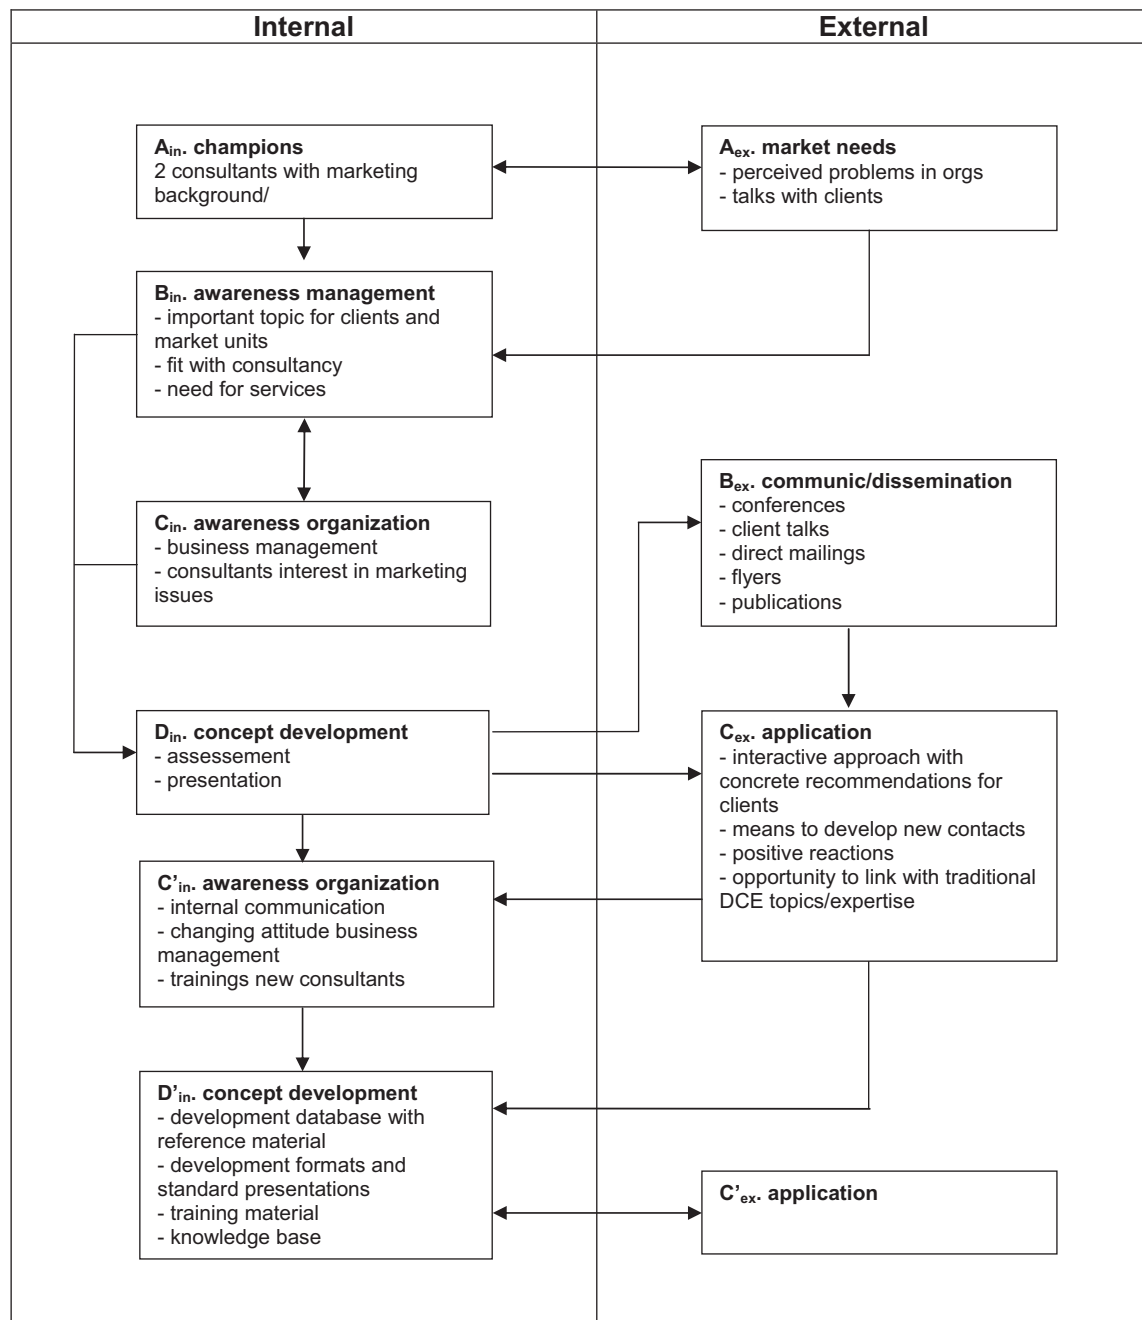 Internal
External
Ain. champions
2 consultants with marketing
background/
Aex. market needs
- perceived problems in orgs
- talks with clients
Bin. awareness management
- important topic for clients and
market units
- fit with consultancy
- need for services
Bex. communic/dissemination
- conferences
- client talks
- direct mailings
- flyers
- publications
Cin. awareness organization
- business management
- consultants interest in marketing
issues
Din. concept development
- assessement
- presentation
Cex. application
- interactive approach with
concrete recommendations for
clients
- means to develop new contacts
- positive reactions
- opportunity to link with traditional
DCE topics/expertise
C’in. awareness organization
- internal communication
- changing attitude business
management
- trainings new consultants
D’in. concept development
- development database with
reference material
- development formats and
standard presentations
- training material
- knowledge base
C’ex. application